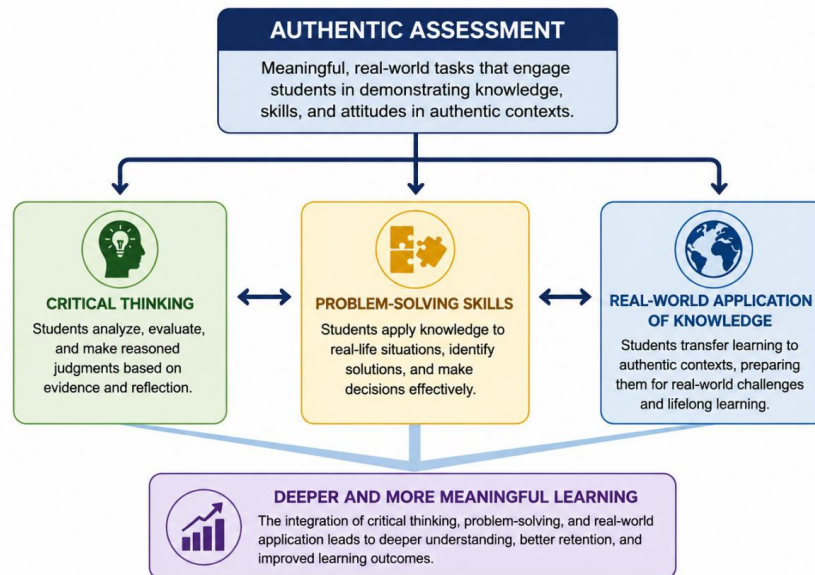 AUTHENTIC ASSESSMENT
Meaningful, real-world tasks that engage
students in demonstrating knowledge,
skills, and attitudes in authentic contexts.
CRITICAL THINKING
Students analyze, evaluate,
and make reasoned
judgments based on
evidence and reflection.
PROBLEM-SOLVING SKILLS
Students apply knowledge to
real-life situations, identify
solutions, and make
decisions effectively.
REAL-WORLD APPLICATION
OF KNOWLEDGE
Students transfer learning to
authentic contexts, preparing
them for real-world challenges
and lifelong learning.
DEEPER AND MORE MEANINGFUL LEARNING
The integration of critical thinking, problem-solving, and real-world
application leads to deeper understanding, better retention, and
improved learning outcomes.